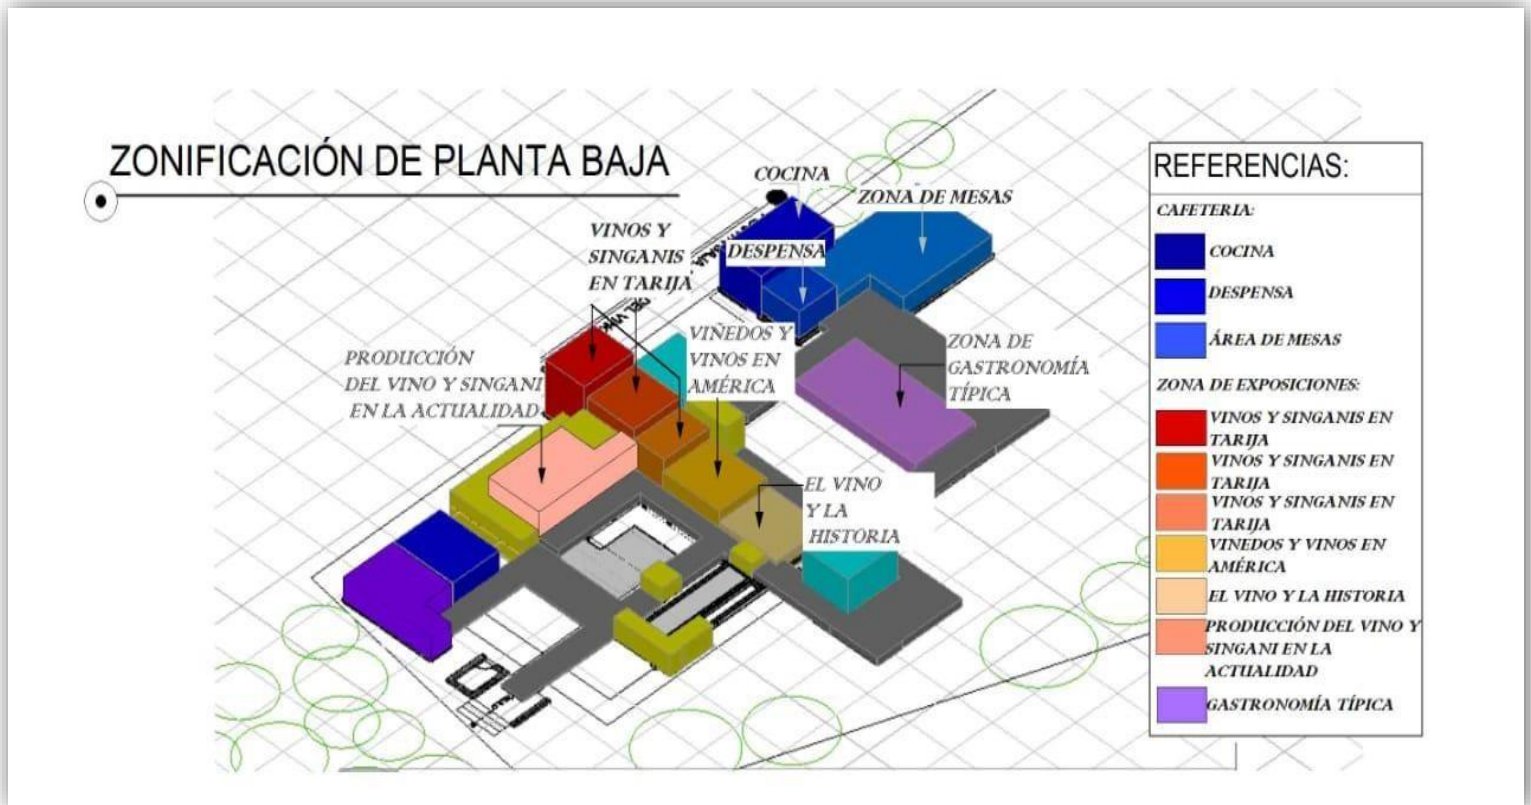 ZONIFICACIÓN DE PLANTA BAJA
COCINA
ZONA DE MESAS
VINOS Y
SINGANIS
EN TARIJA
DESPENSA
PRODUCCIÓN
DEL VINO Y SINGANI
EN LA ACTUALIDAD
VIÑEDOS Y
VINOS EN
AMÉRICA
ZONA DE
GASTRONOMÍA
TÍPICA
EL VINO
Y LA
HISTORIA
REFERENCIAS:
CAFETERIA:
COCINA
DESPENSA
ÁREA DE MESAS
ZONA DE EXPOSICIONES:
VINOS Y SINGANIS EN
TARIJA
VINOS Y SINGANIS EN
TARIJA
VINOS Y SINGANIS EN
TARIJA
VINEDOS Y VINOS EN
AMÉRICA
EL VINO Y LA HISTORIA
PRODUCCIÓN DEL VINO Y
SINGANI EN LA
ACTUALIDAD
GASTRONOMÍA TÍPICA